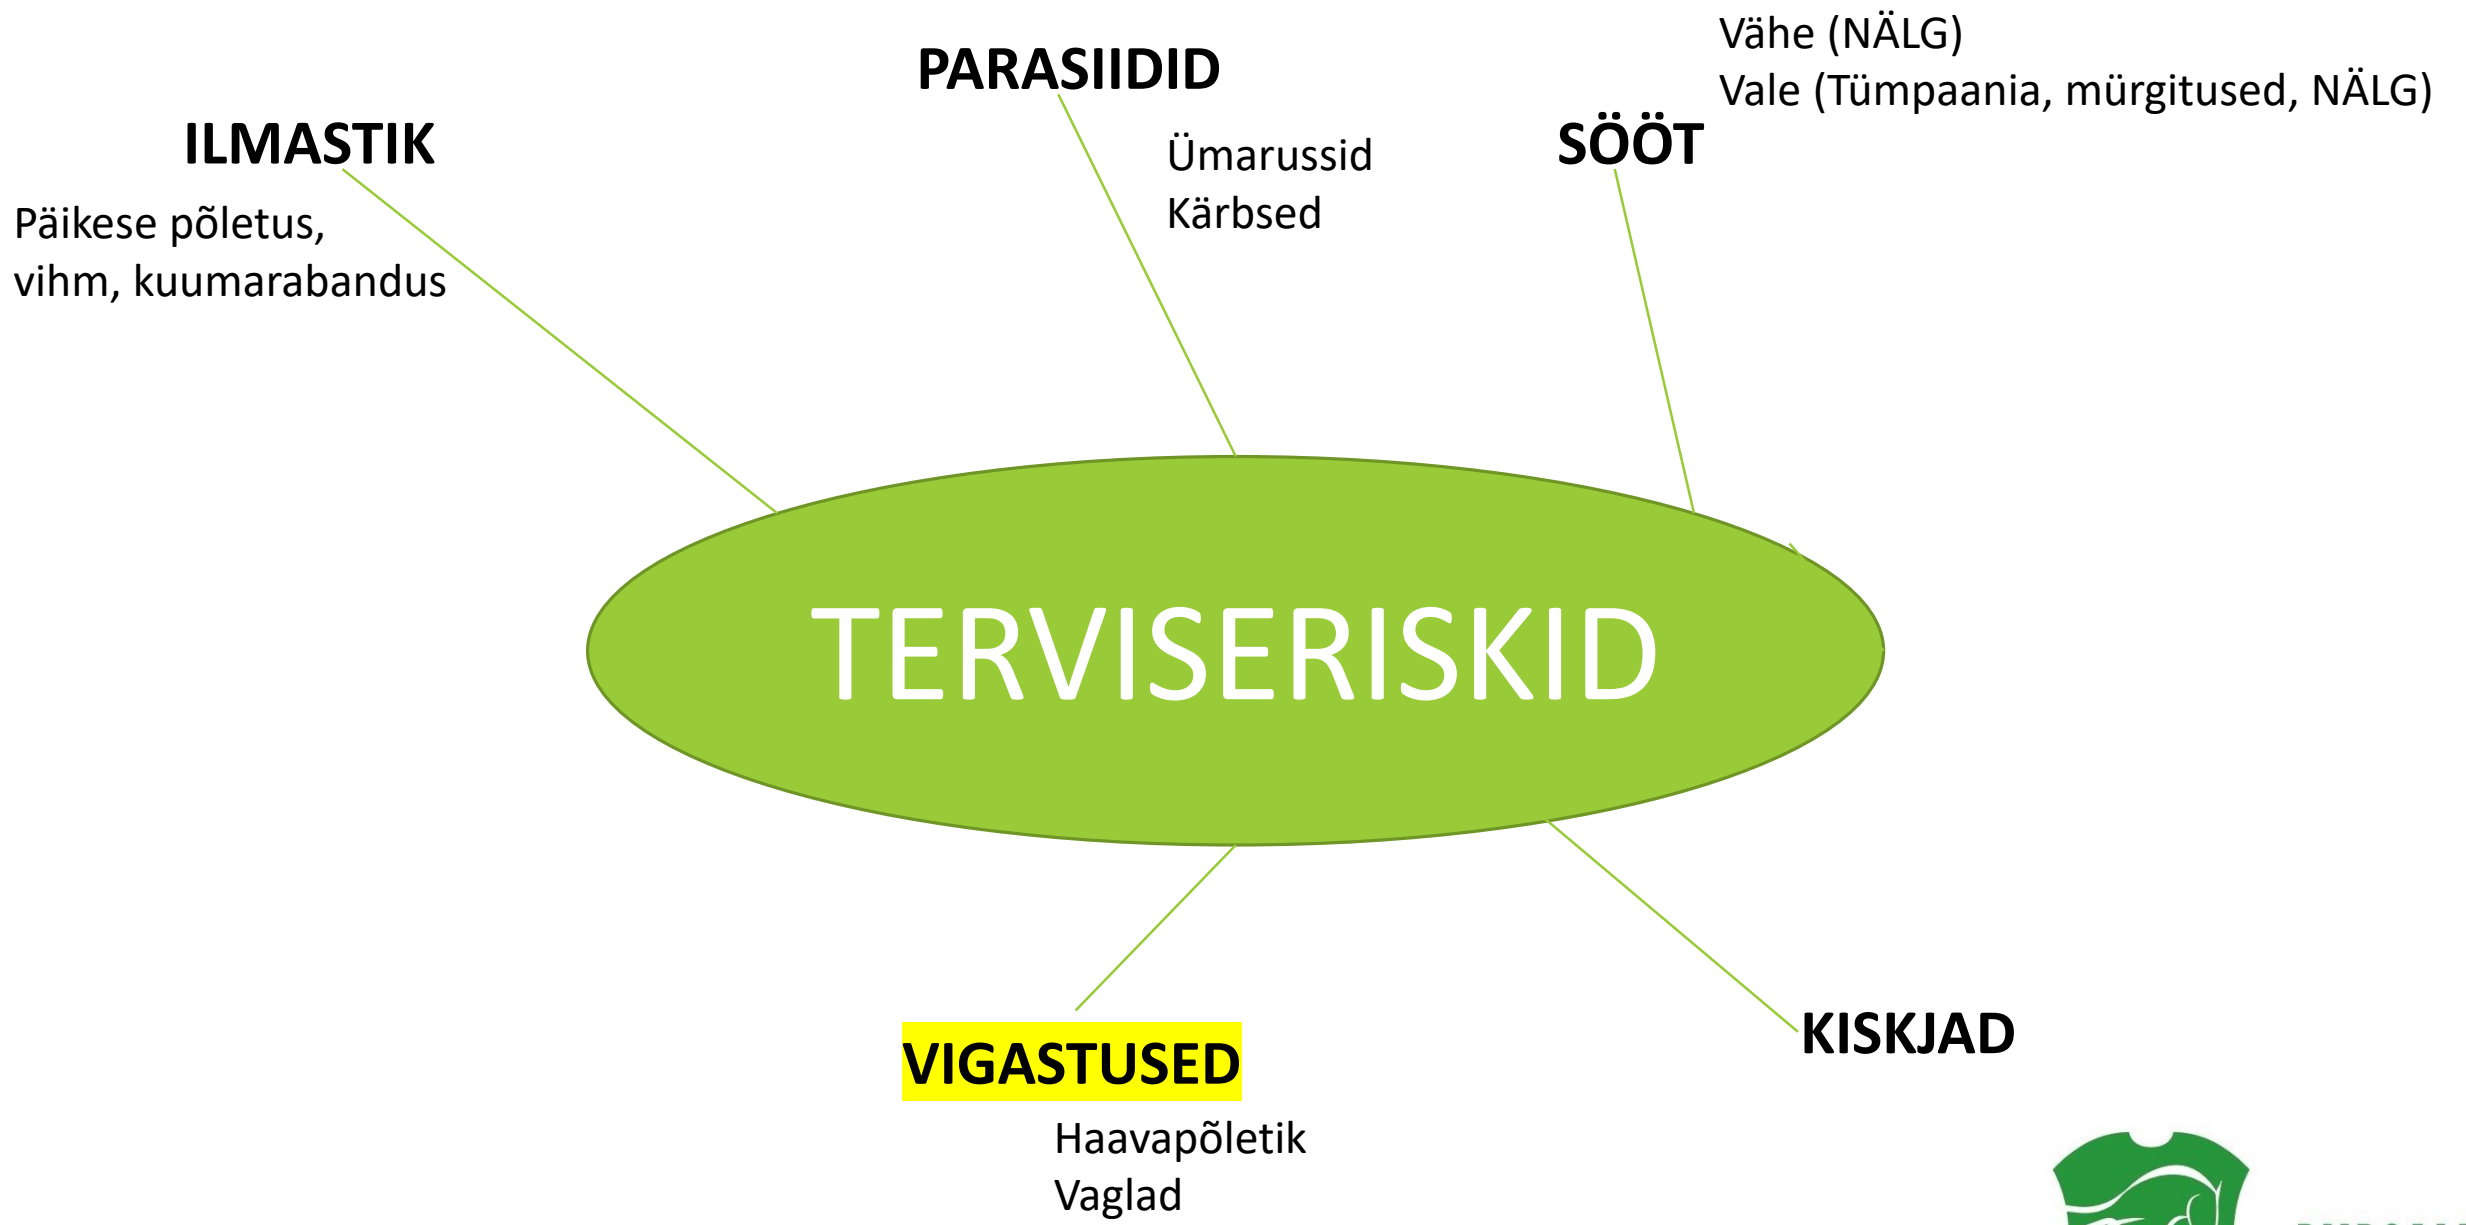 Vähe (NÄLG)
Vale (Tümpaania, mürgitused, NÄLG)
PARASIIDID
ILMASTIK
SÖÖT
Ümarussid
Kärbsed
Päikese põletus,
vihm, kuumarabandus
TERVISERISKID
KISKJAD
VIGASTUSED
Haavapõletik
Vaglad